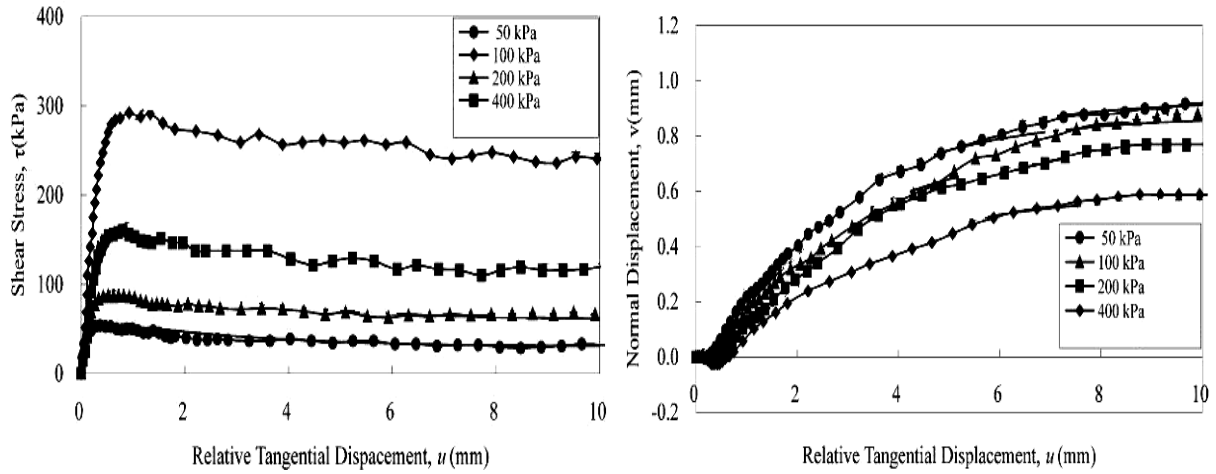 400
300
200
100
0
Shear Stress, τ(kPa)
50 kPa
100 kPa
200 kPa
400 kPa
0 2 4 6 8 10
Relative Tangential Dispacement, u (mm)
1.2
1.0
0.8
0.6
0.4
0.2
0.0
-0.2
Normal Displacement, v(mm)
50 kPa
100 kPa
200 kPa
400 kPa
0 2 4 6 8 10
Relative Tangential Displacement, u (mm)